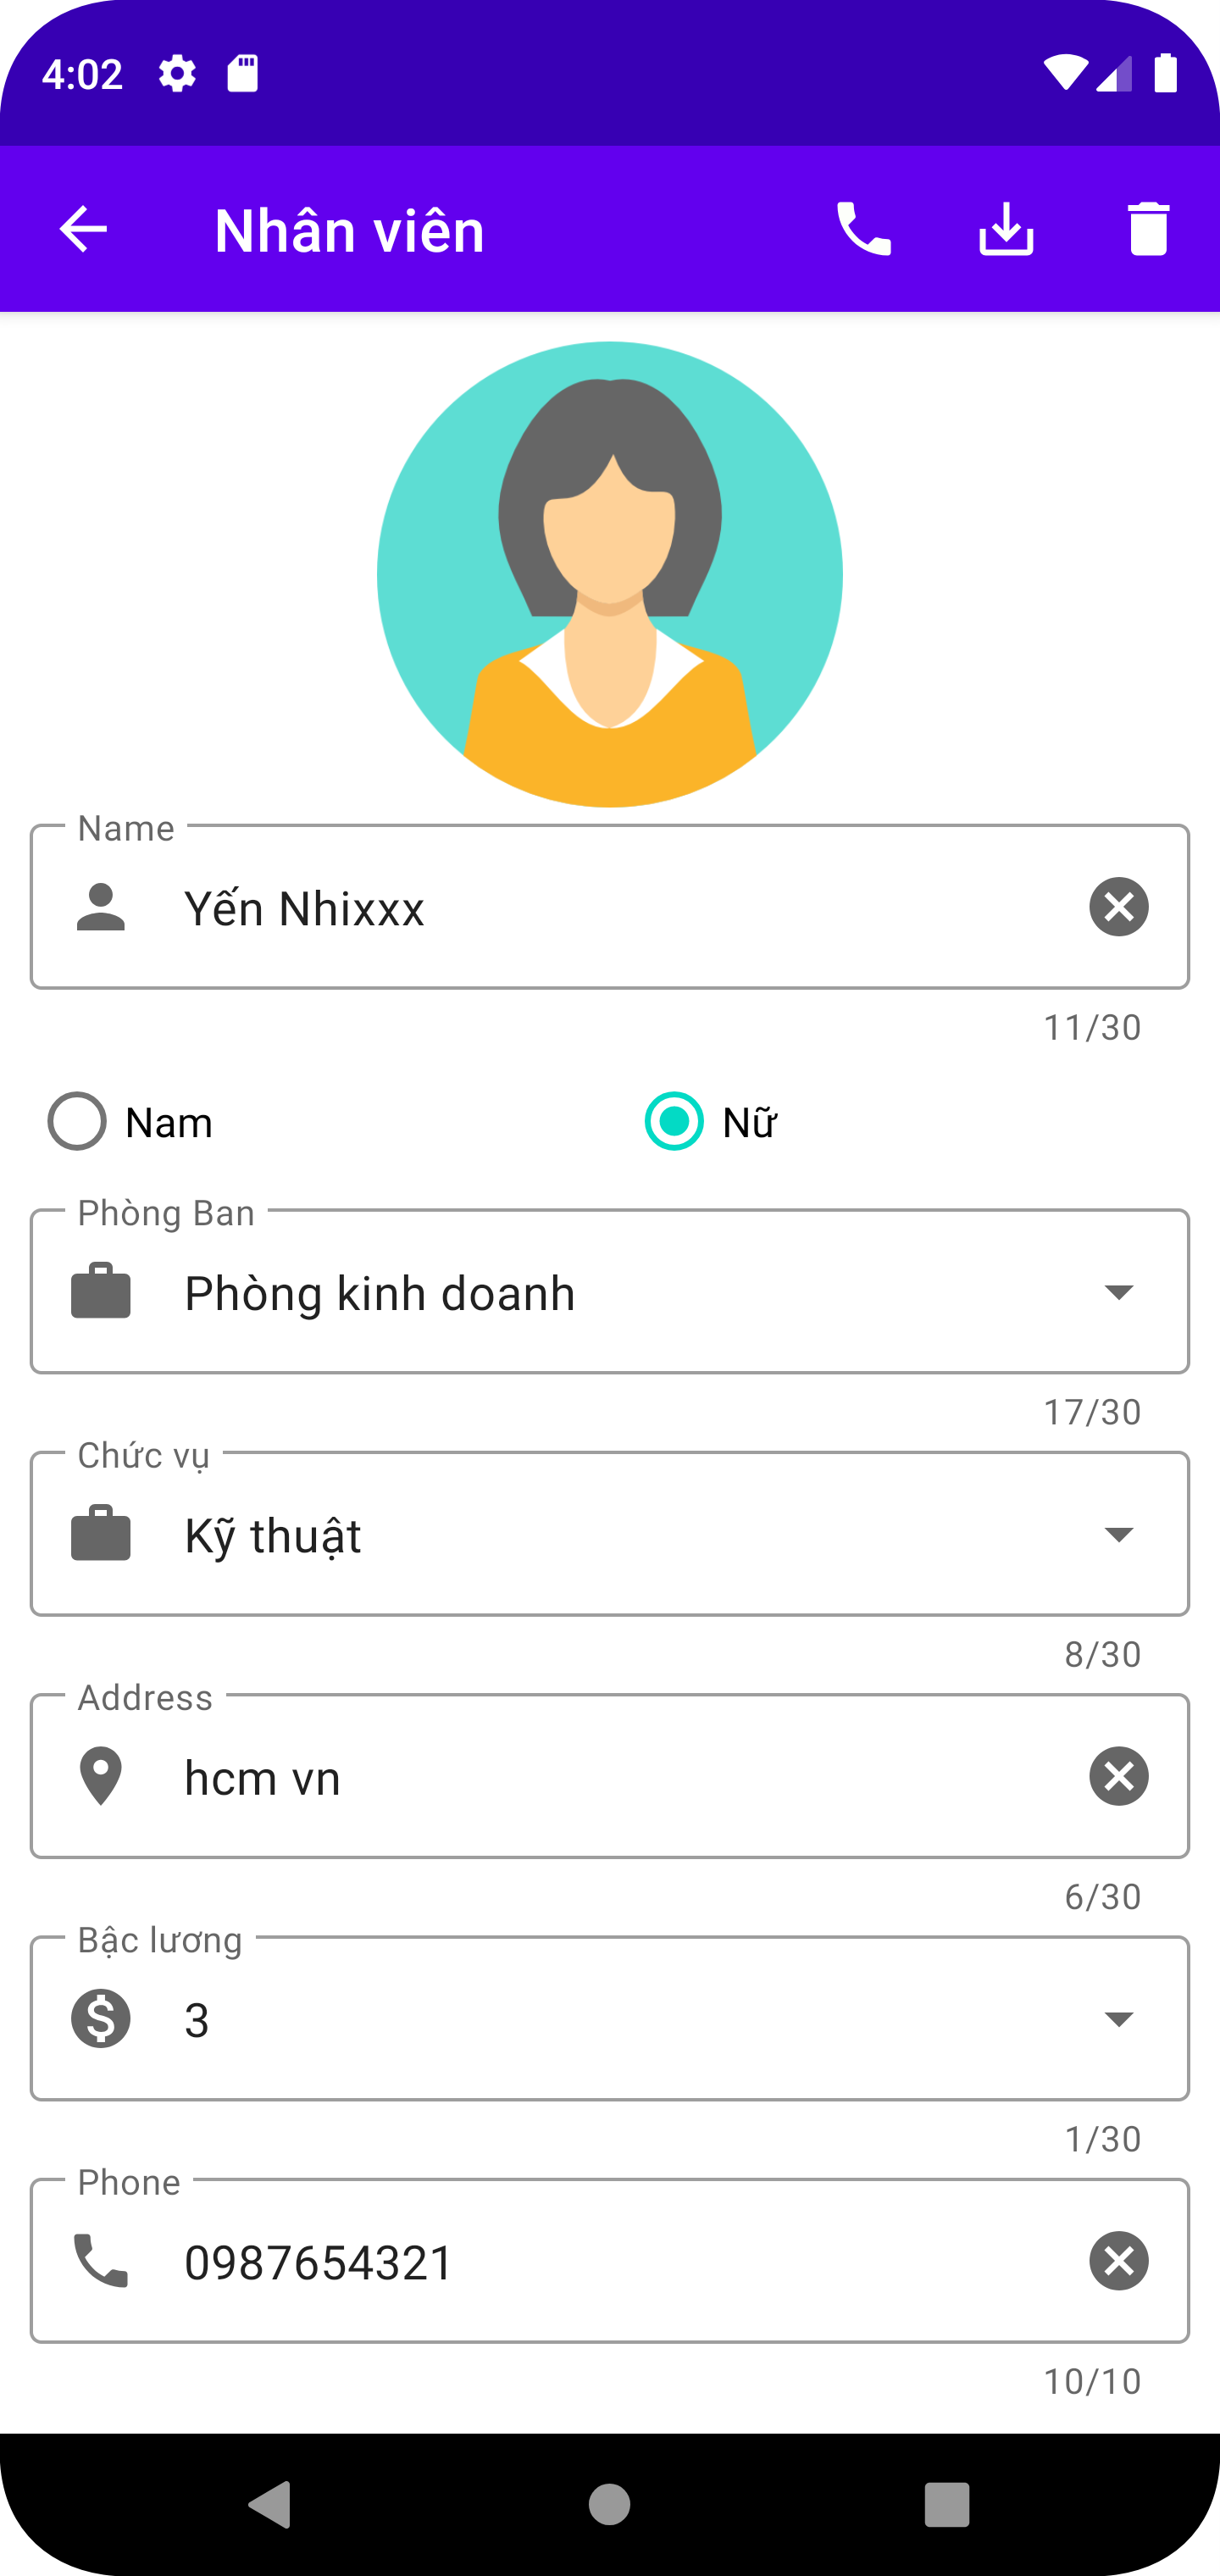 4:02
Nhân viên
Name
Yến Nhixxx
11/30
Nam
Nữ
Phòng Ban
Phòng kinh doanh
17/30
Chức vụ
Kỹ thuật
8/30
Address
hcm vn
6/30
Bậc lương
3
1/30
Phone
0987654321
10/10